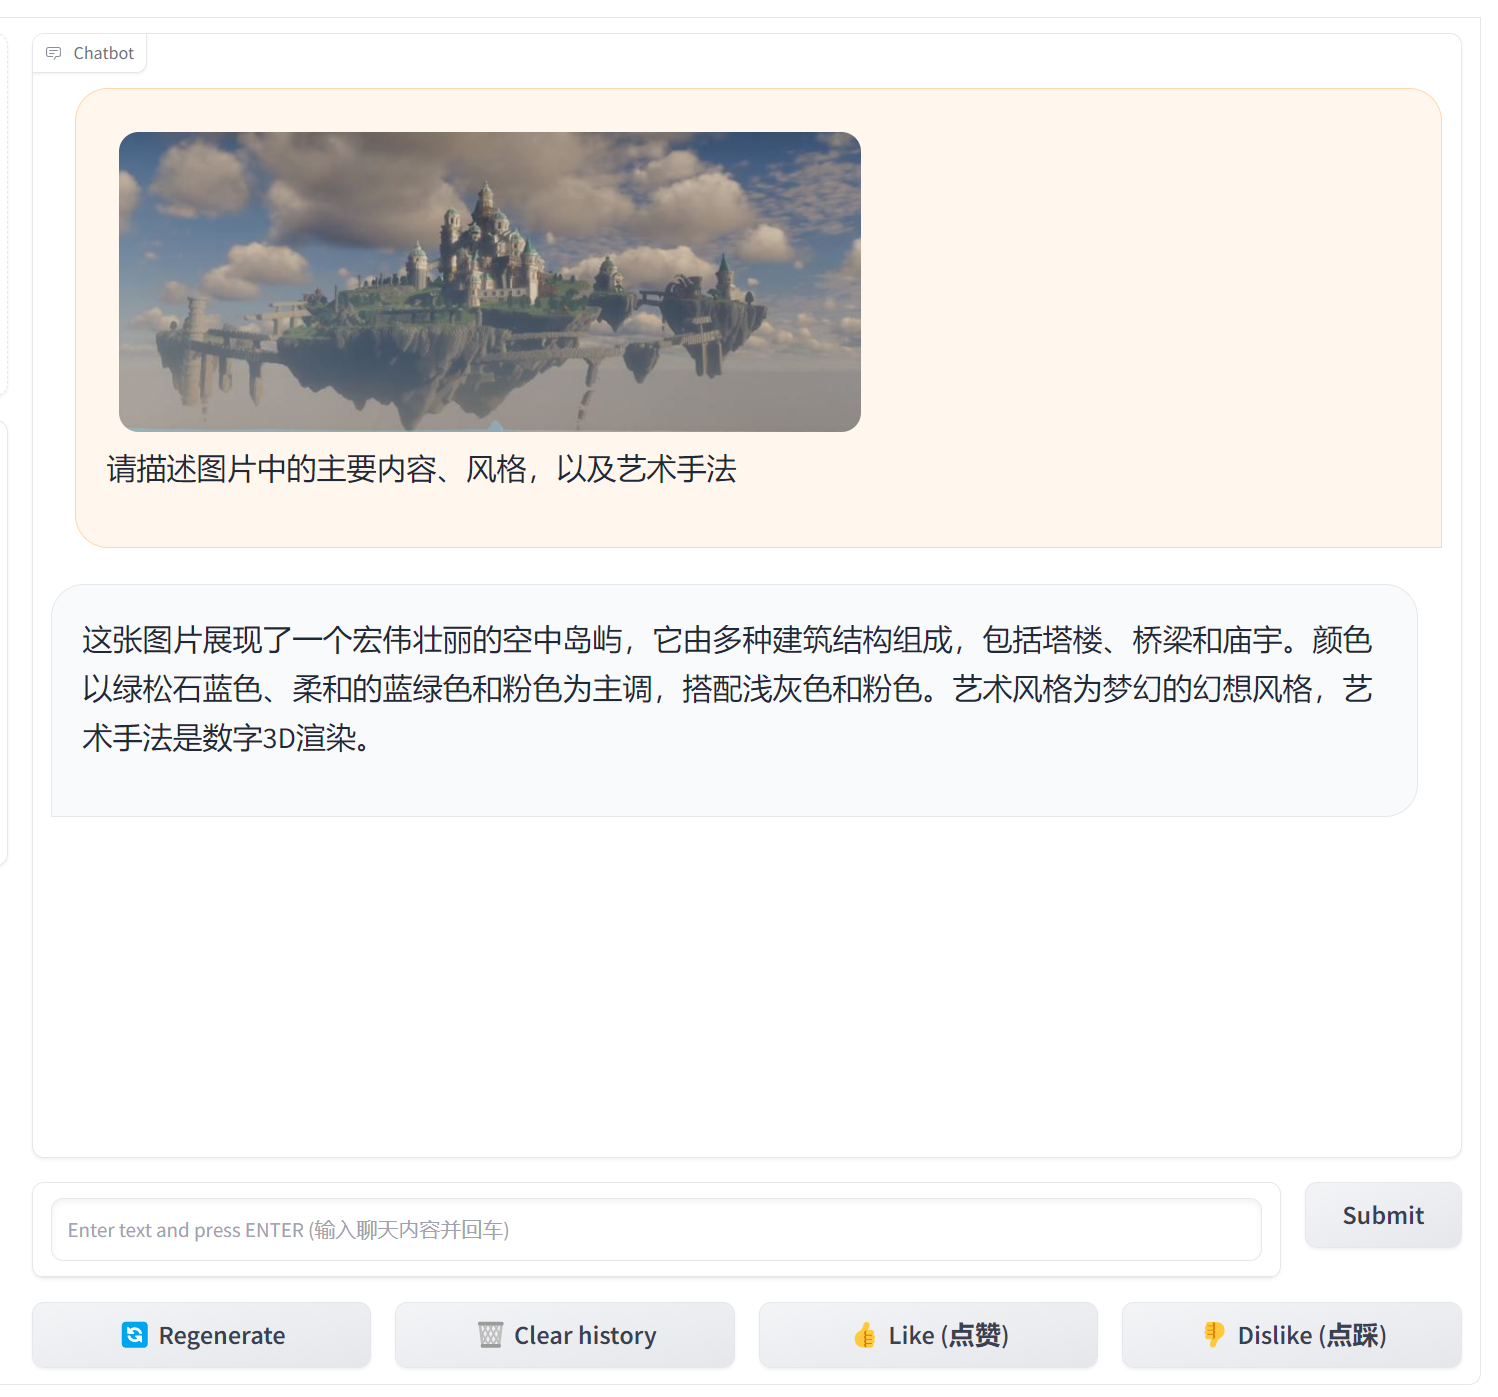 Chatbot
请描述图片中的主要内容、风格，以及艺术手法
这张图片展现了一个宏伟壮丽的空中岛屿，它由多种建筑结构组成，包括塔楼、桥梁和庙宇。颜色
以绿松石蓝色、柔和的蓝绿色和粉色为主调，搭配浅灰色和粉色。艺术风格为梦幻的幻想风格，艺
术手法是数字3D渲染。
Enter text and press ENTER (输入聊天内容并回车)
Submit
Regenerate
Clear history
Like (点赞)
Dislike (点踩)